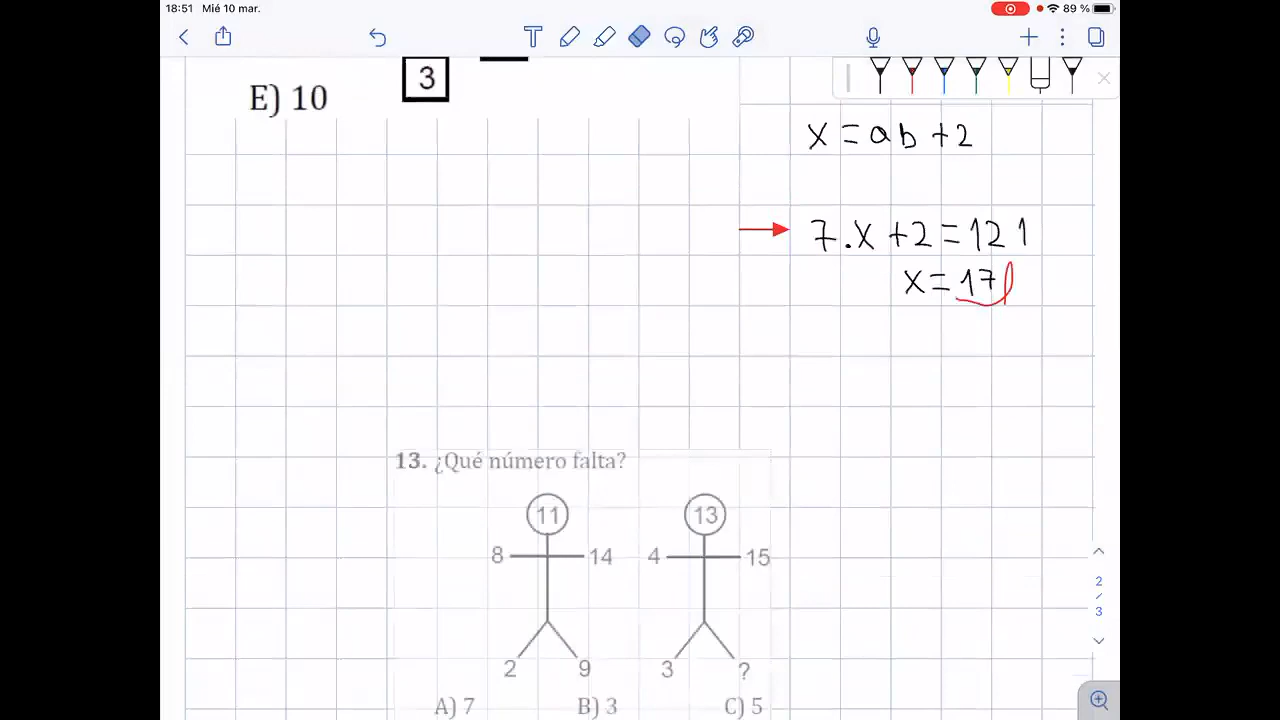 18:51 Mié 10 mar.
89 %
T
3
E) 10
x = ab + 2
7.x + 2 = 121
x = 17
13. ¿Qué número falta?
11 13
8 14 4 15
2 9 3 ?
A) 7 B) 3 C) 5
2
/
3